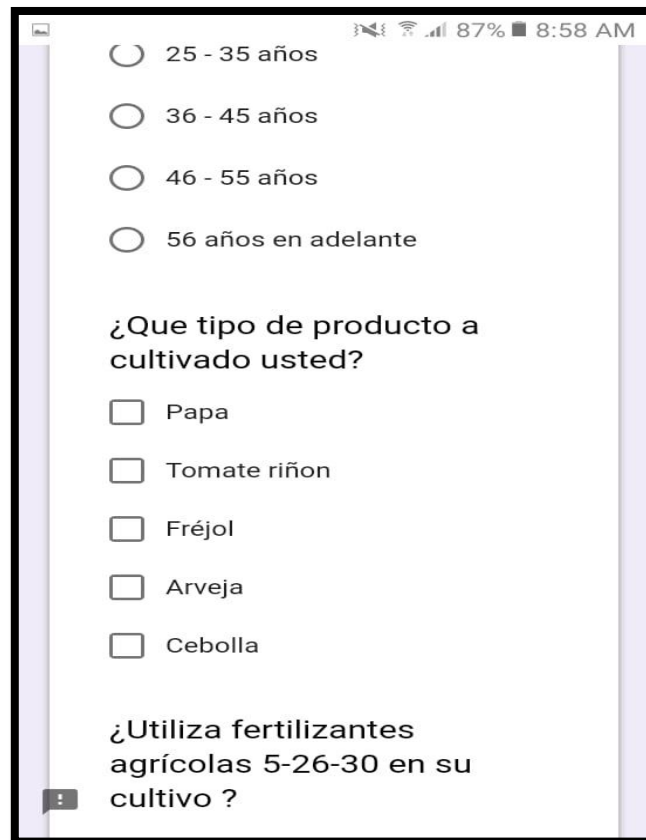 87% 8:58 AM
25 - 35 años
36 - 45 años
46 - 55 años
56 años en adelante
¿Que tipo de producto a
cultivado usted?
Papa
Tomate riñon
Fréjol
Arveja
Cebolla
¿Utiliza fertilizantes
agrícolas 5-26-30 en su
cultivo ?